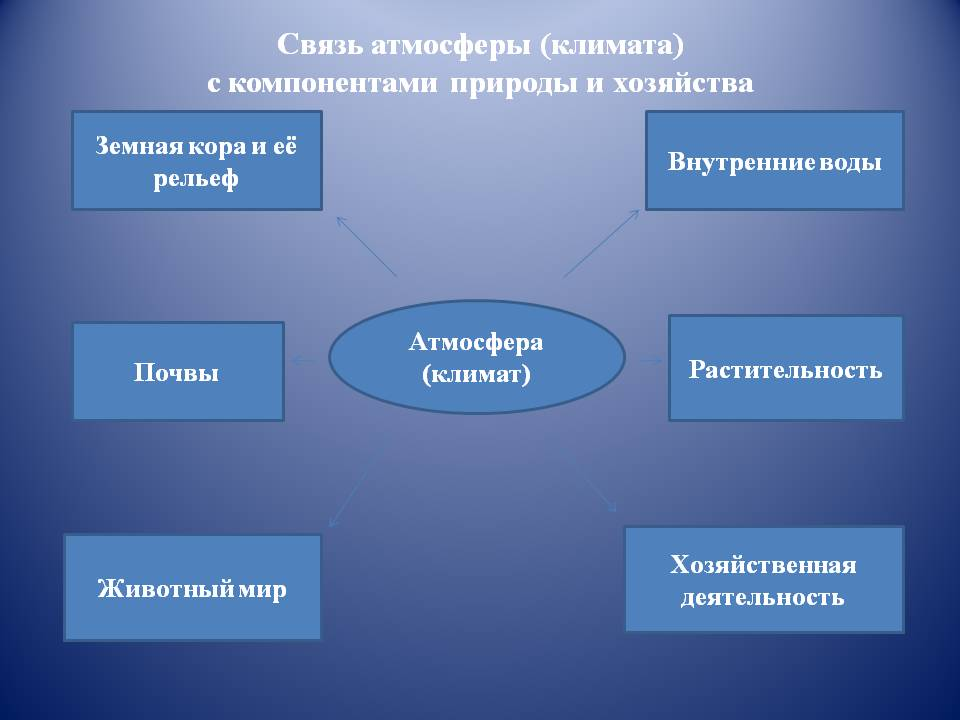 Связь атмосферы (климата)
с компонентами природы и хозяйства
Земная кора и её
рельеф
Внутренние воды
Атмосфера
(климат)
Почвы
Растительность
Животный мир
Хозяйственная
деятельность